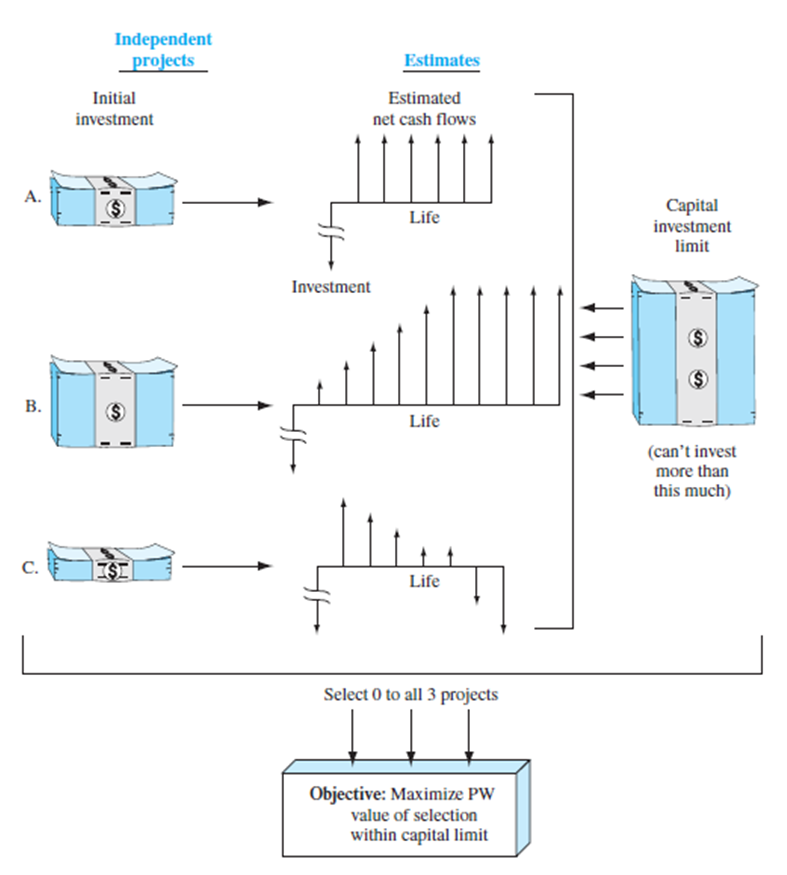 Independent
projects
Estimates
Initial
investment
Estimated
net cash flows
A.
$
Life
Investment
Capital
investment
limit
$
$
B.
$
Life
(can't invest
more than
this much)
C.
$
Life
Select 0 to all 3 projects
Objective: Maximize PW
value of selection
within capital limit